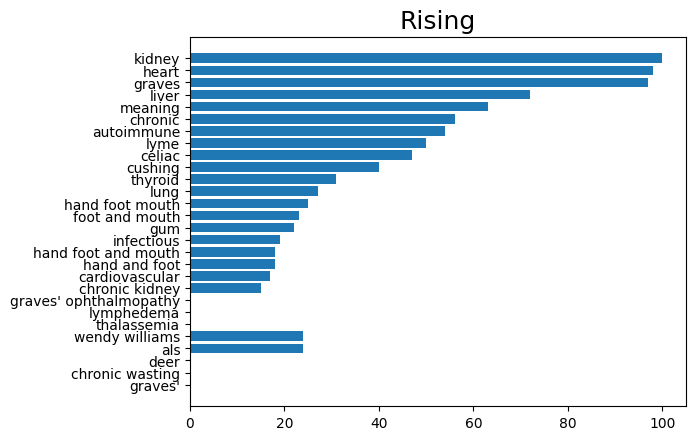 Rising
kidney
heart
graves
liver
meaning
chronic
autoimmune
lyme
celiac
cushing
thyroid
lung
hand foot mouth
foot and mouth
gum
infectious
hand foot and mouth
hand and foot
cardiovascular
chronic kidney
graves' ophthalmopathy
lymphedema
thalassemia
wendy williams
als
deer
chronic wasting
graves'
0 20 40 60 80 100